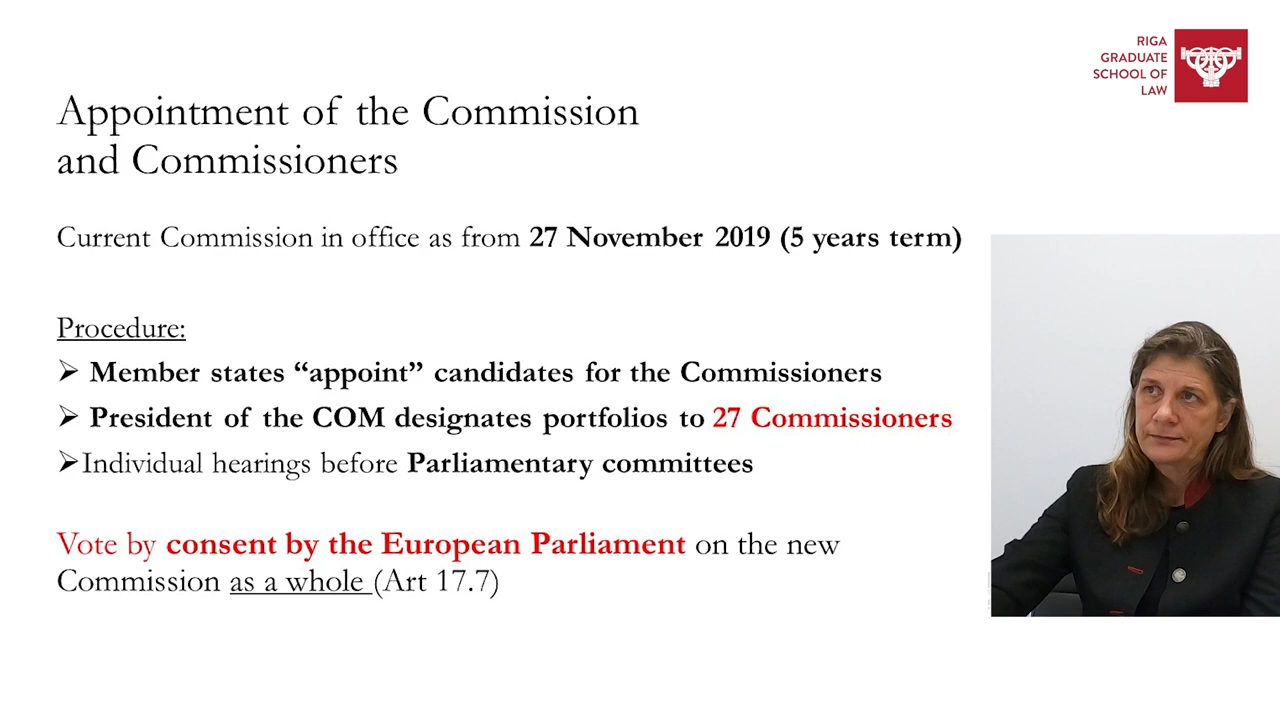 RIGA
GRADUATE
SCHOOL OF
LAW
Appointment of the Commission
and Commissioners
Current Commission in office as from 27 November 2019 (5 years term)
Procedure:
➢ Member states “appoint” candidates for the Commissioners
➢ President of the COM designates portfolios to 27 Commissioners
➢Individual hearings before Parliamentary committees
Vote by consent by the European Parliament on the new
Commission as a whole (Art 17.7)